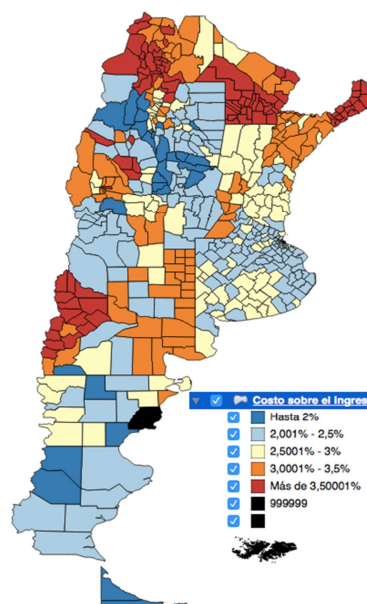 Costo sobre el Ingres
Hasta 2%
2,001% - 2,5%
2,5001% - 3%
3,0001% - 3,5%
Más de 3,50001%
999999